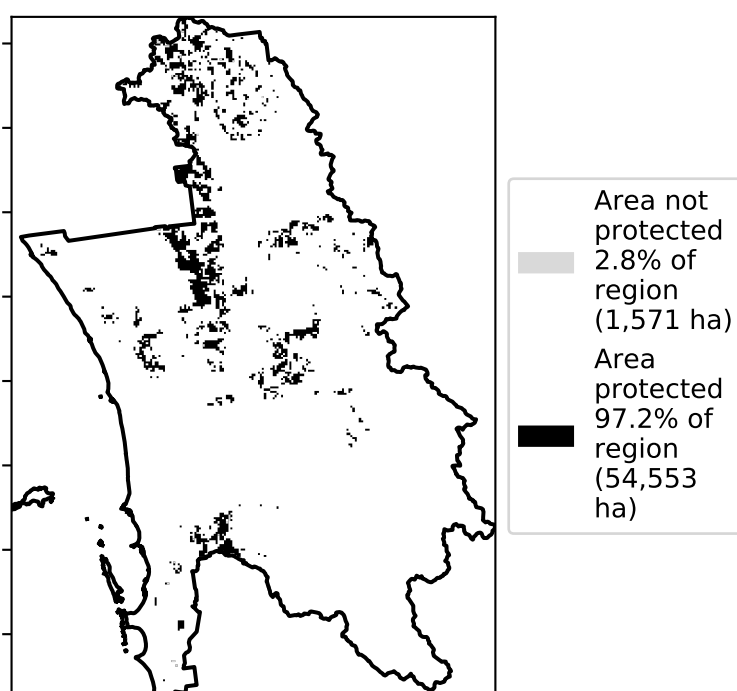 Area not
protected
2.8% of
region
(1,571 ha)
Area
protected
97.2% of
region
(54,553
ha)